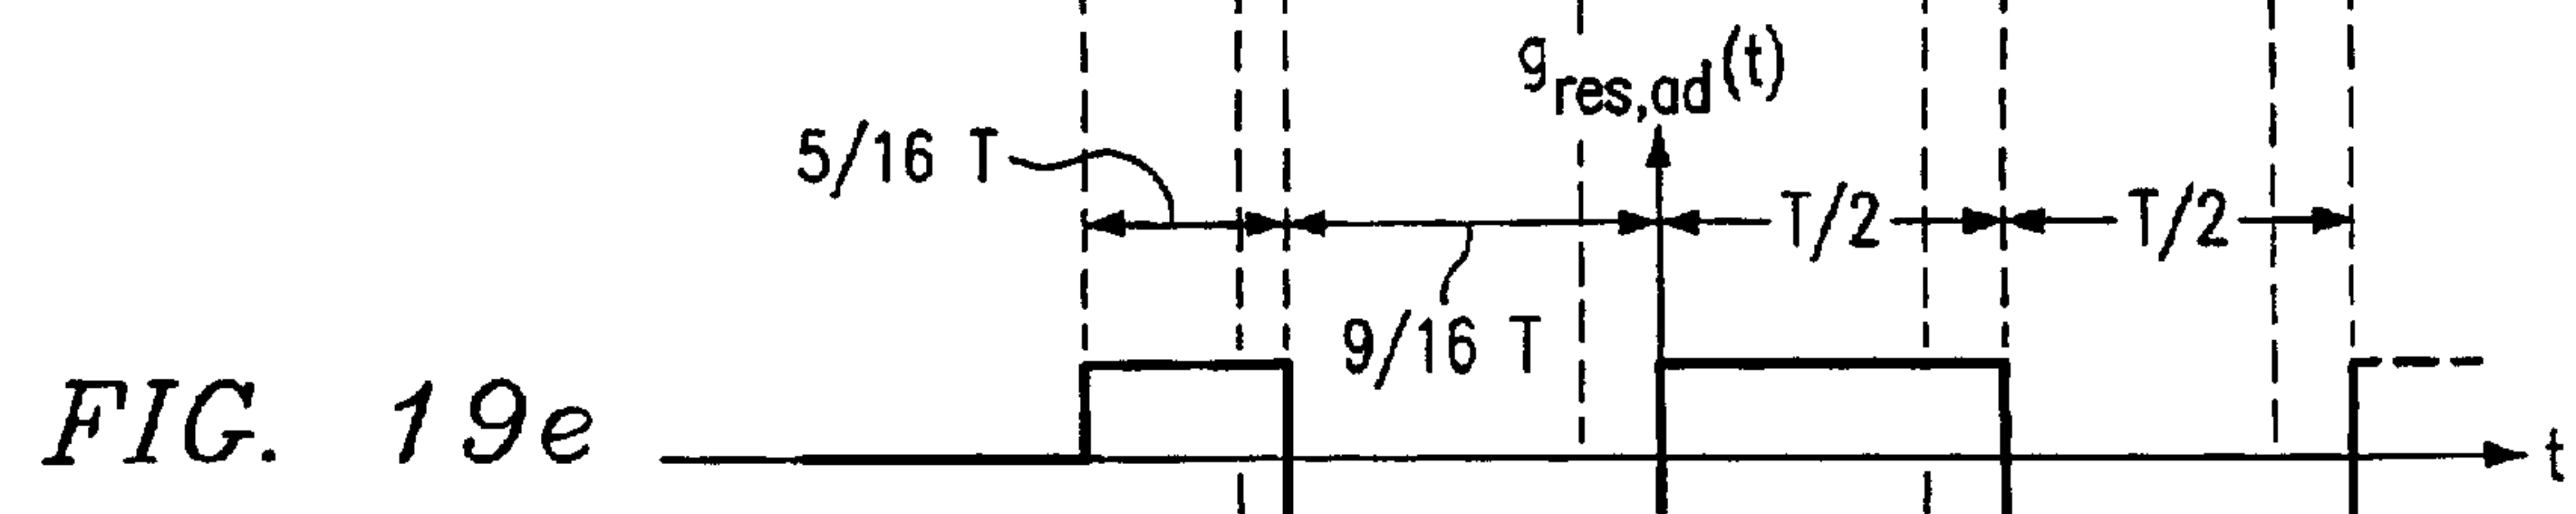 g_res,ad(t)
5/16 T
T/2
T/2
9/16 T
FIG. 19e
t